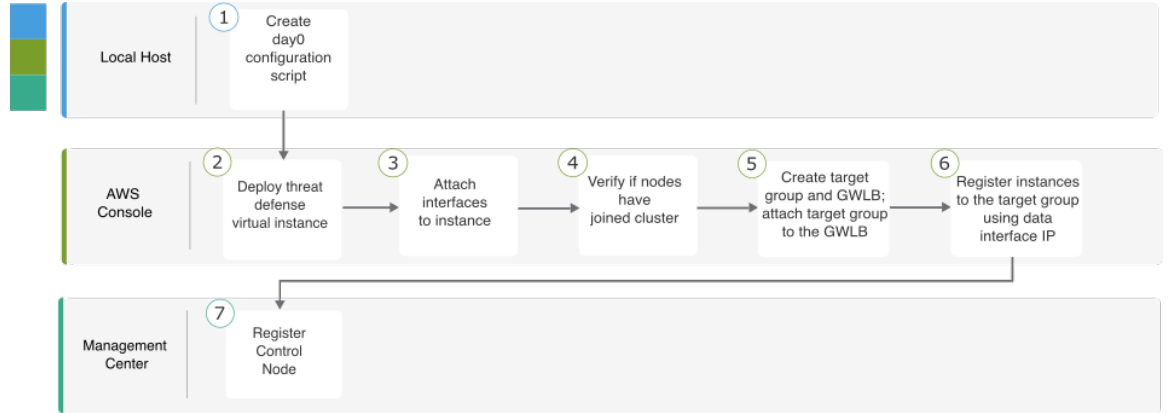 Local Host
1
Create
day0
configuration
script
AWS
Console
2
Deploy threat
defense
virtual instance
3
Attach
interfaces
to instance
4
Verify if nodes
have
joined cluster
5
Create target
group and GWLB;
attach target group
to the GWLB
6
Register instances
to the target group
using data
interface IP
Management
Center
7
Register
Control
Node